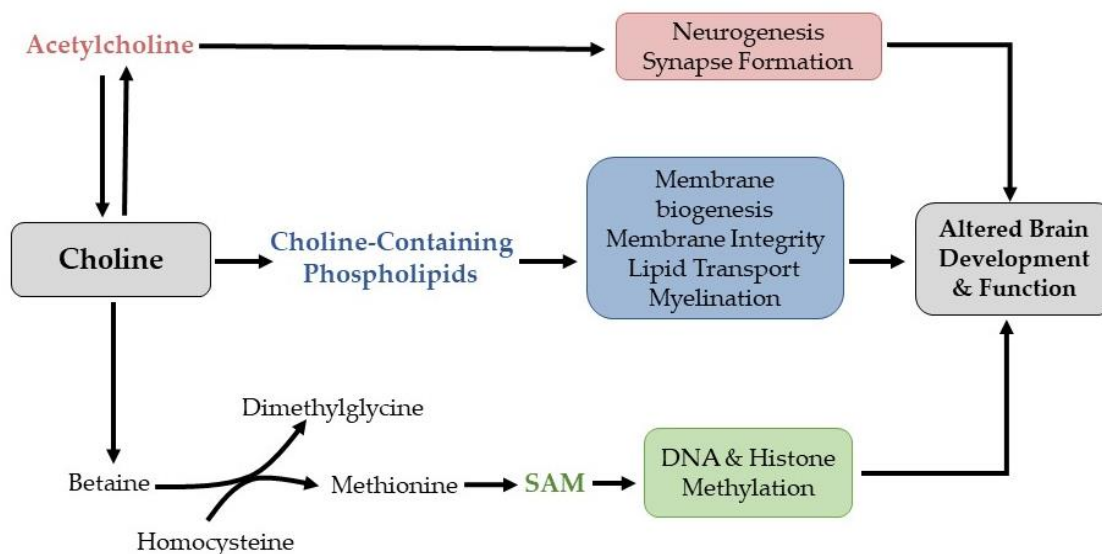 Acetylcholine
Neurogenesis
Synapse Formation
Choline
Choline-Containing
Phospholipids
Membrane
biogenesis
Membrane Integrity
Lipid Transport
Myelination
Altered Brain
Development
& Function
Dimethylglycine
Betaine
Methionine
SAM
DNA & Histone
Methylation
Homocysteine